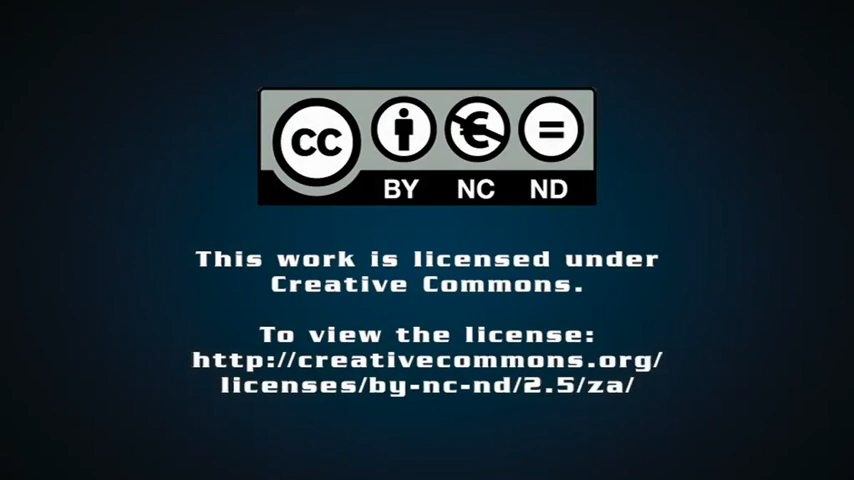 CC
BY NC ND
This work is licensed under
Creative Commons.
To view the license:
http://creativecommons.org/
licenses/by-nc-nd/2.5/za/